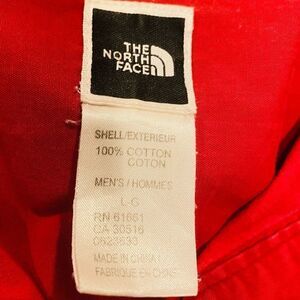 THE
NORTH
FACE
SHELL/EXTERIEUR
100% COTTON
COTON
MEN'S / HOMMES
L-G
RN 61661
CA 30516
0623633
MADE IN CHINA
FABRIQUE EN CHINE